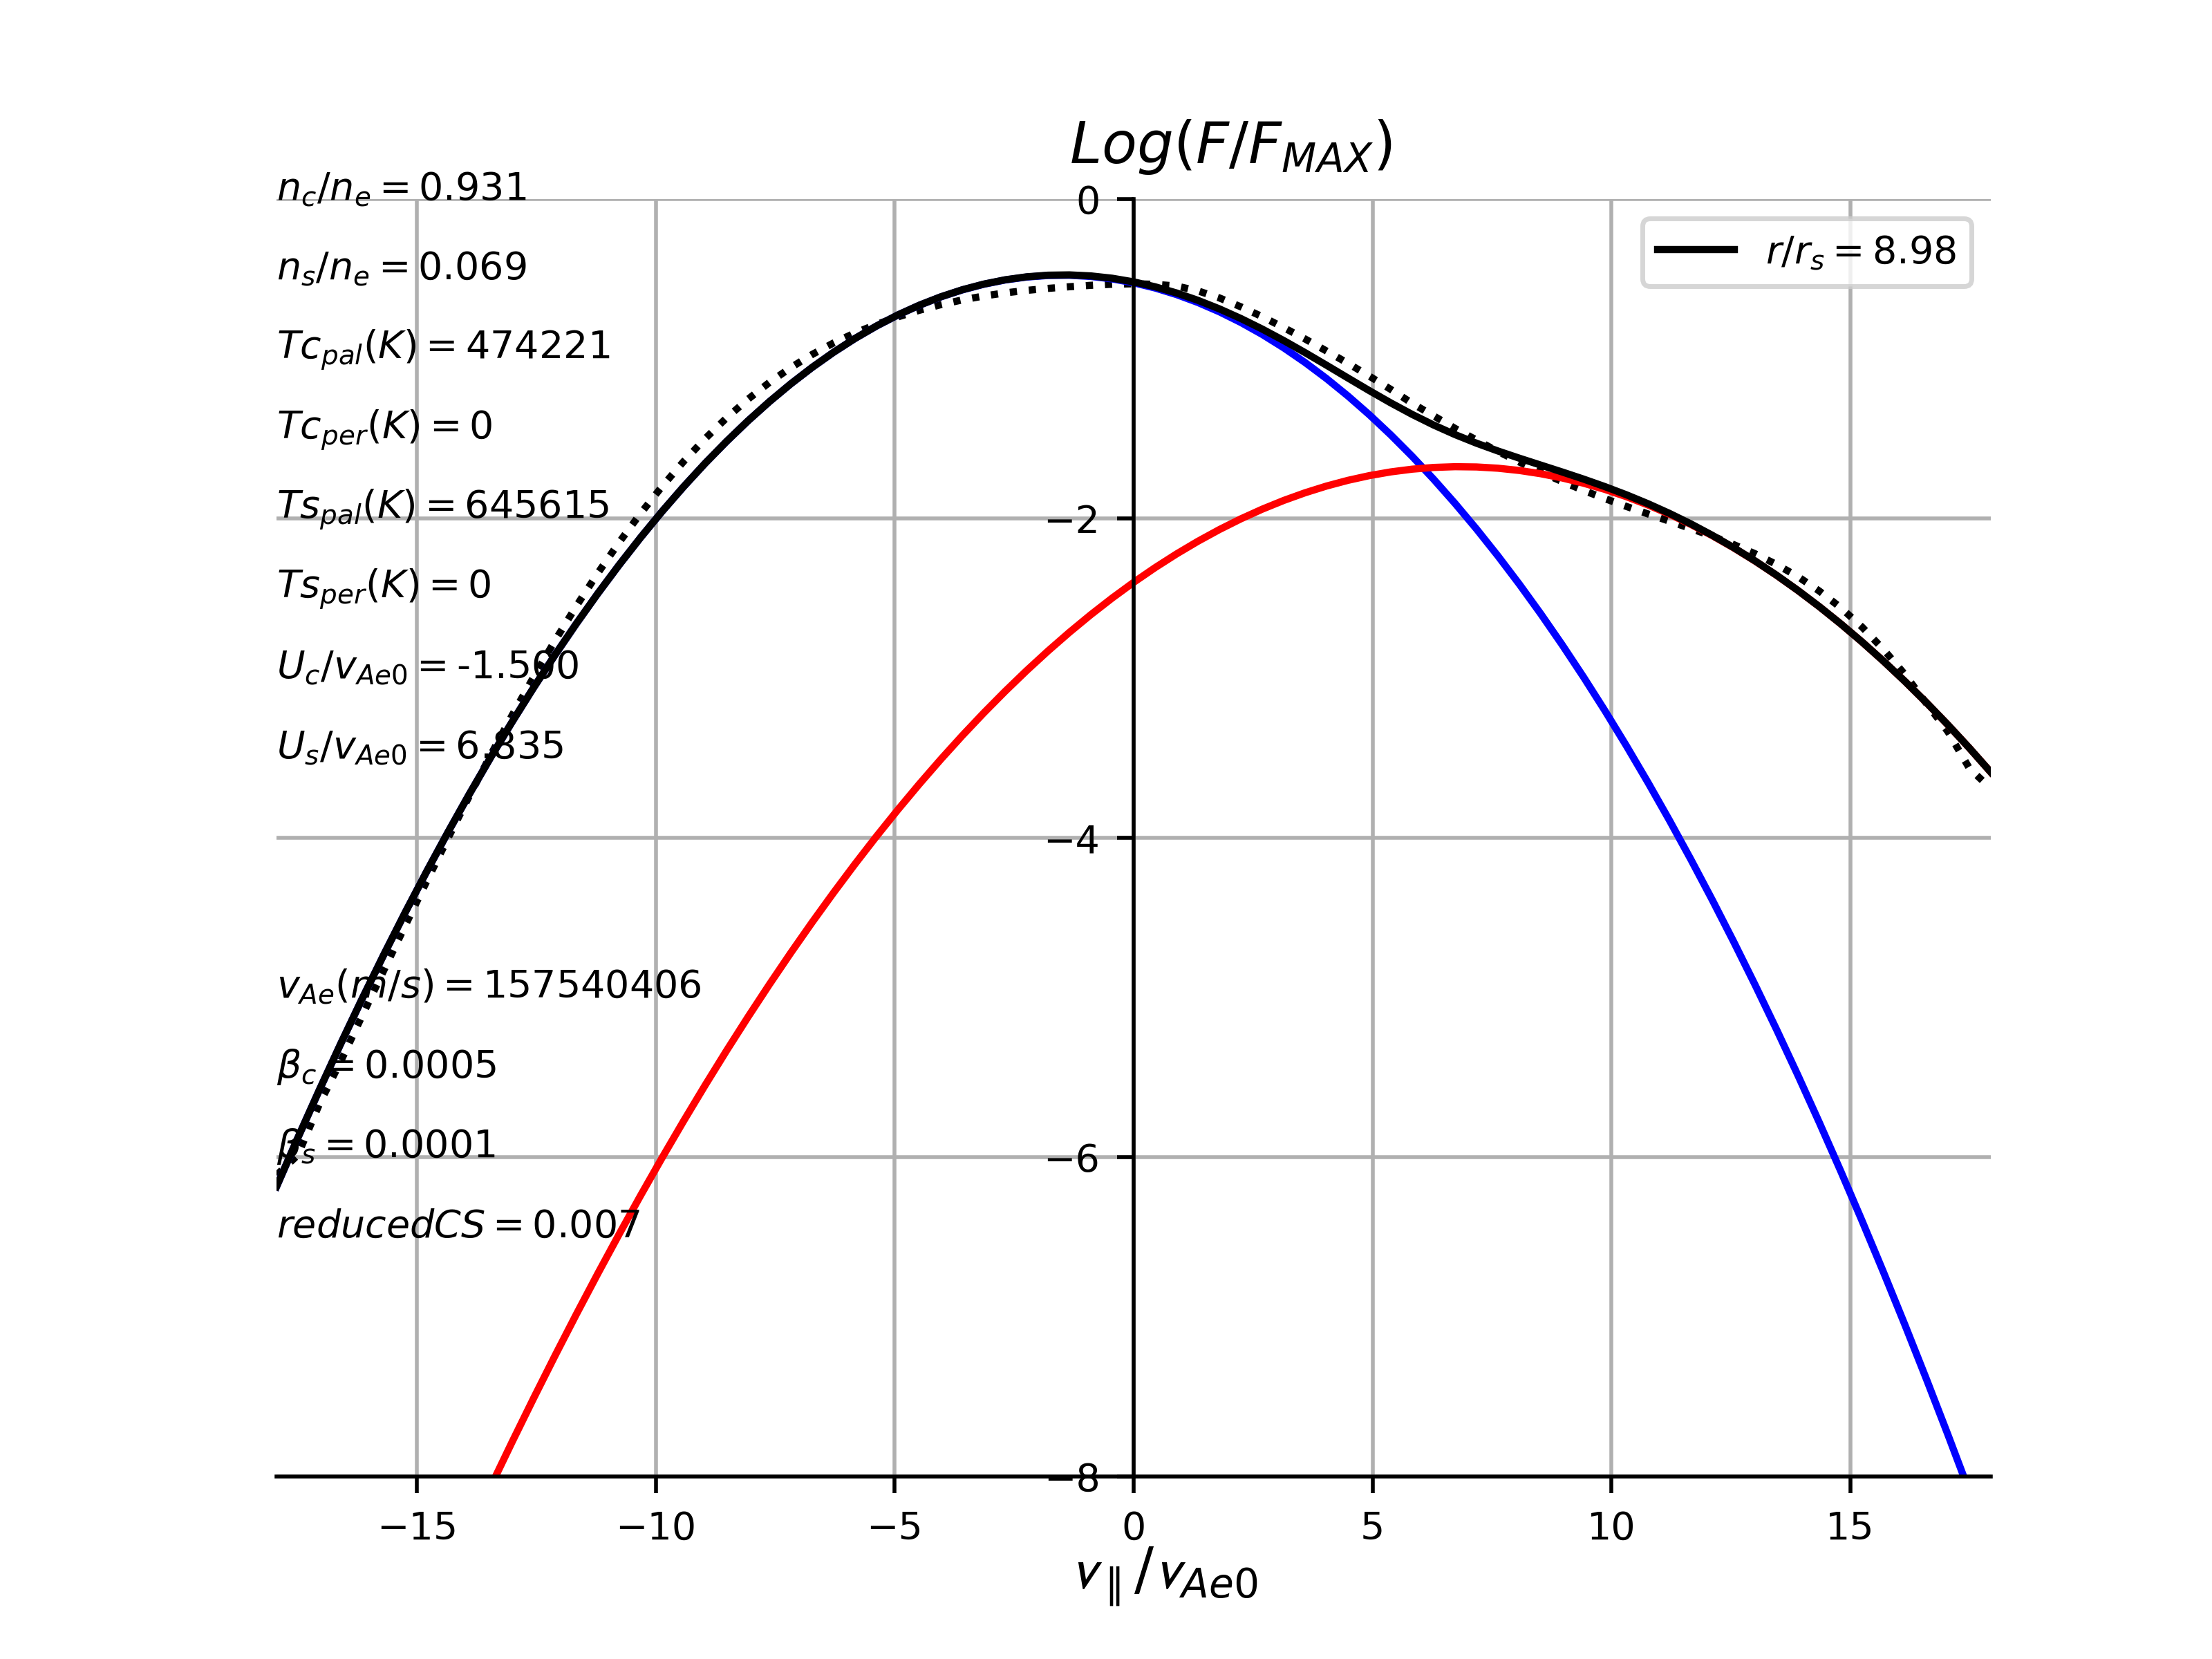 Log(F/F_MAX)
n_c/n_e = 0.931
0
r/r_s = 8.98
n_s/n_e = 0.069
Tc_pal(K) = 474221
Tc_per(K) = 0
Ts_pal(K) = 645615
−2
Ts_per(K) = 0
U_c/v_Ae0 = -1.500
U_s/v_Ae0 = 6.835
−4
v_Ae(m/s) = 157540406
β_c = 0.0005
β_s = 0.0001
−6
reducedCS = 0.007
−8
−15 −10 −5 0 5 10 15
v_∥/v_Ae0